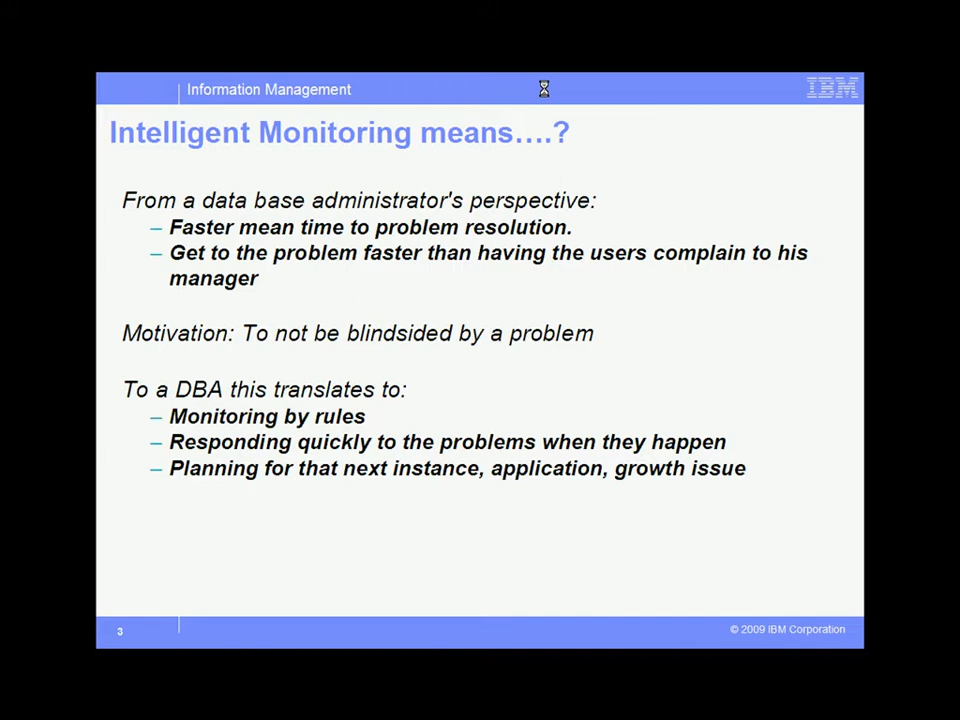 Information Management
IBM
Intelligent Monitoring means….?
From a data base administrator's perspective:
– Faster mean time to problem resolution.
– Get to the problem faster than having the users complain to his
manager
Motivation: To not be blindsided by a problem
To a DBA this translates to:
– Monitoring by rules
– Responding quickly to the problems when they happen
– Planning for that next instance, application, growth issue
3
© 2009 IBM Corporation